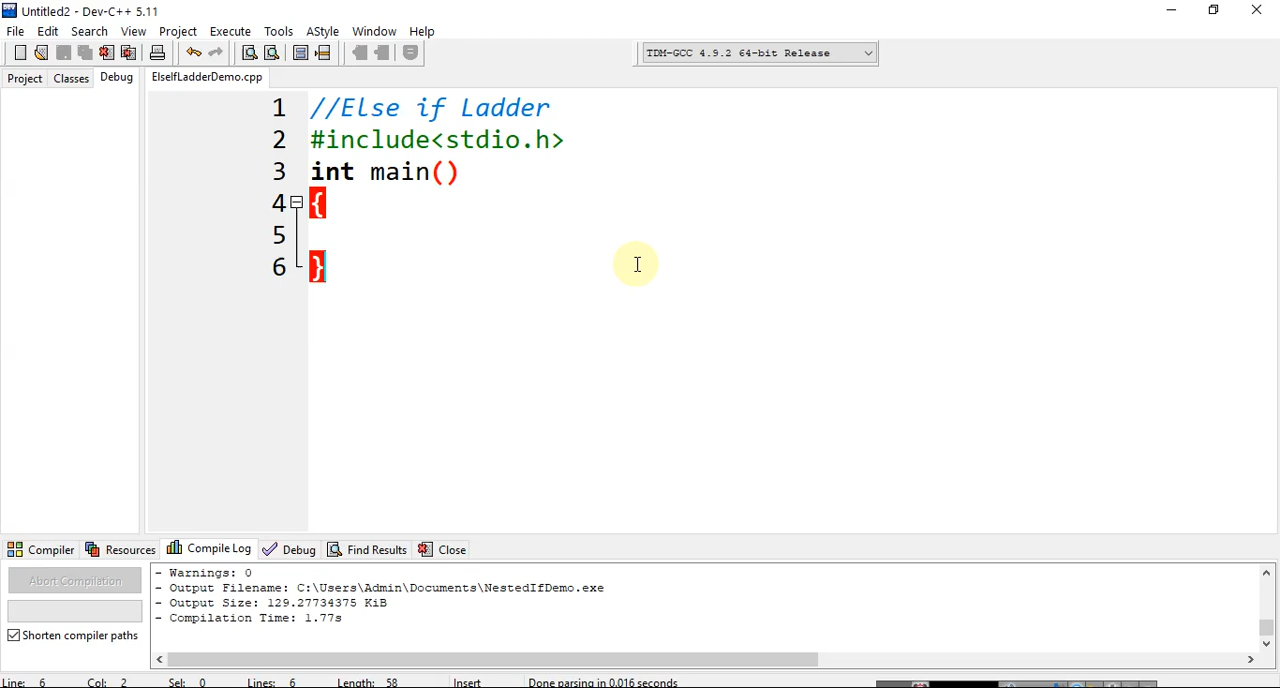 Untitled2 - Dev-C++ 5.11
File Edit Search View Project Execute Tools AStyle Window Help
TDM-GCC 4.9.2 64-bit Release
Project Classes Debug ElseIfLadderDemo.cpp
1 //Else if Ladder
2 #include<stdio.h>
3 int main()
4 {
5
6 }
Compiler Resources Compile Log Debug Find Results Close
Abort Compilation
Shorten compiler paths
- Warnings: 0
- Output Filename: C:\Users\Admin\Documents\NestedIfDemo.exe
- Output Size: 129.27734375 KiB
- Compilation Time: 1.77s
Line: 6 Col: 2 Sel: 0 Lines: 6 Length: 58 Insert Done parsing in 0.016 seconds